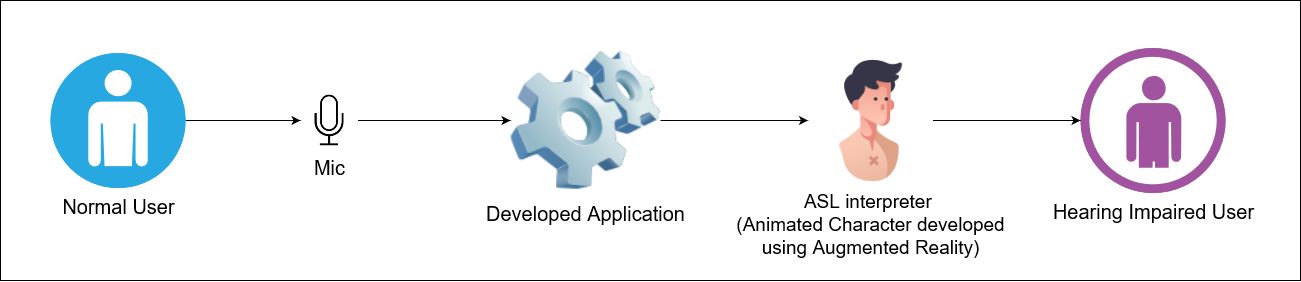 Normal User
Mic
Developed Application
ASL interpreter
(Animated Character developed
using Augmented Reality)
Hearing Impaired User